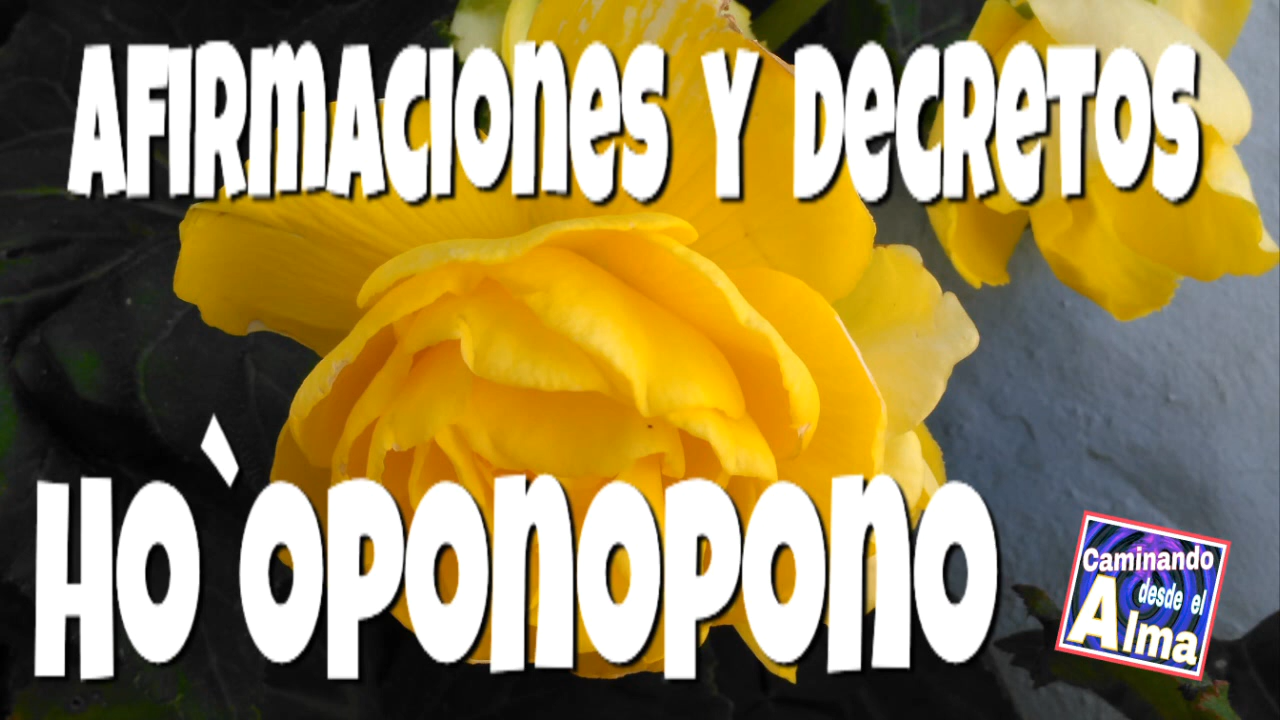 AFIRMACIONES Y DECRETOS
HO`OPONOPONO
Caminando
desde el
Alma